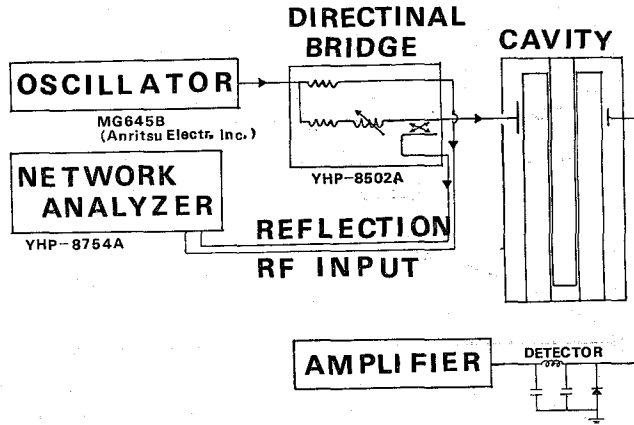 DIRECTINAL
BRIDGE
CAVITY
OSCILLATOR
MG645B
(Anritsu Electr. Inc.)
YHP-8502A
NETWORK
ANALYZER
YHP-8754A
REFLECTION
RF INPUT
AMPLIFIER
DETECTOR